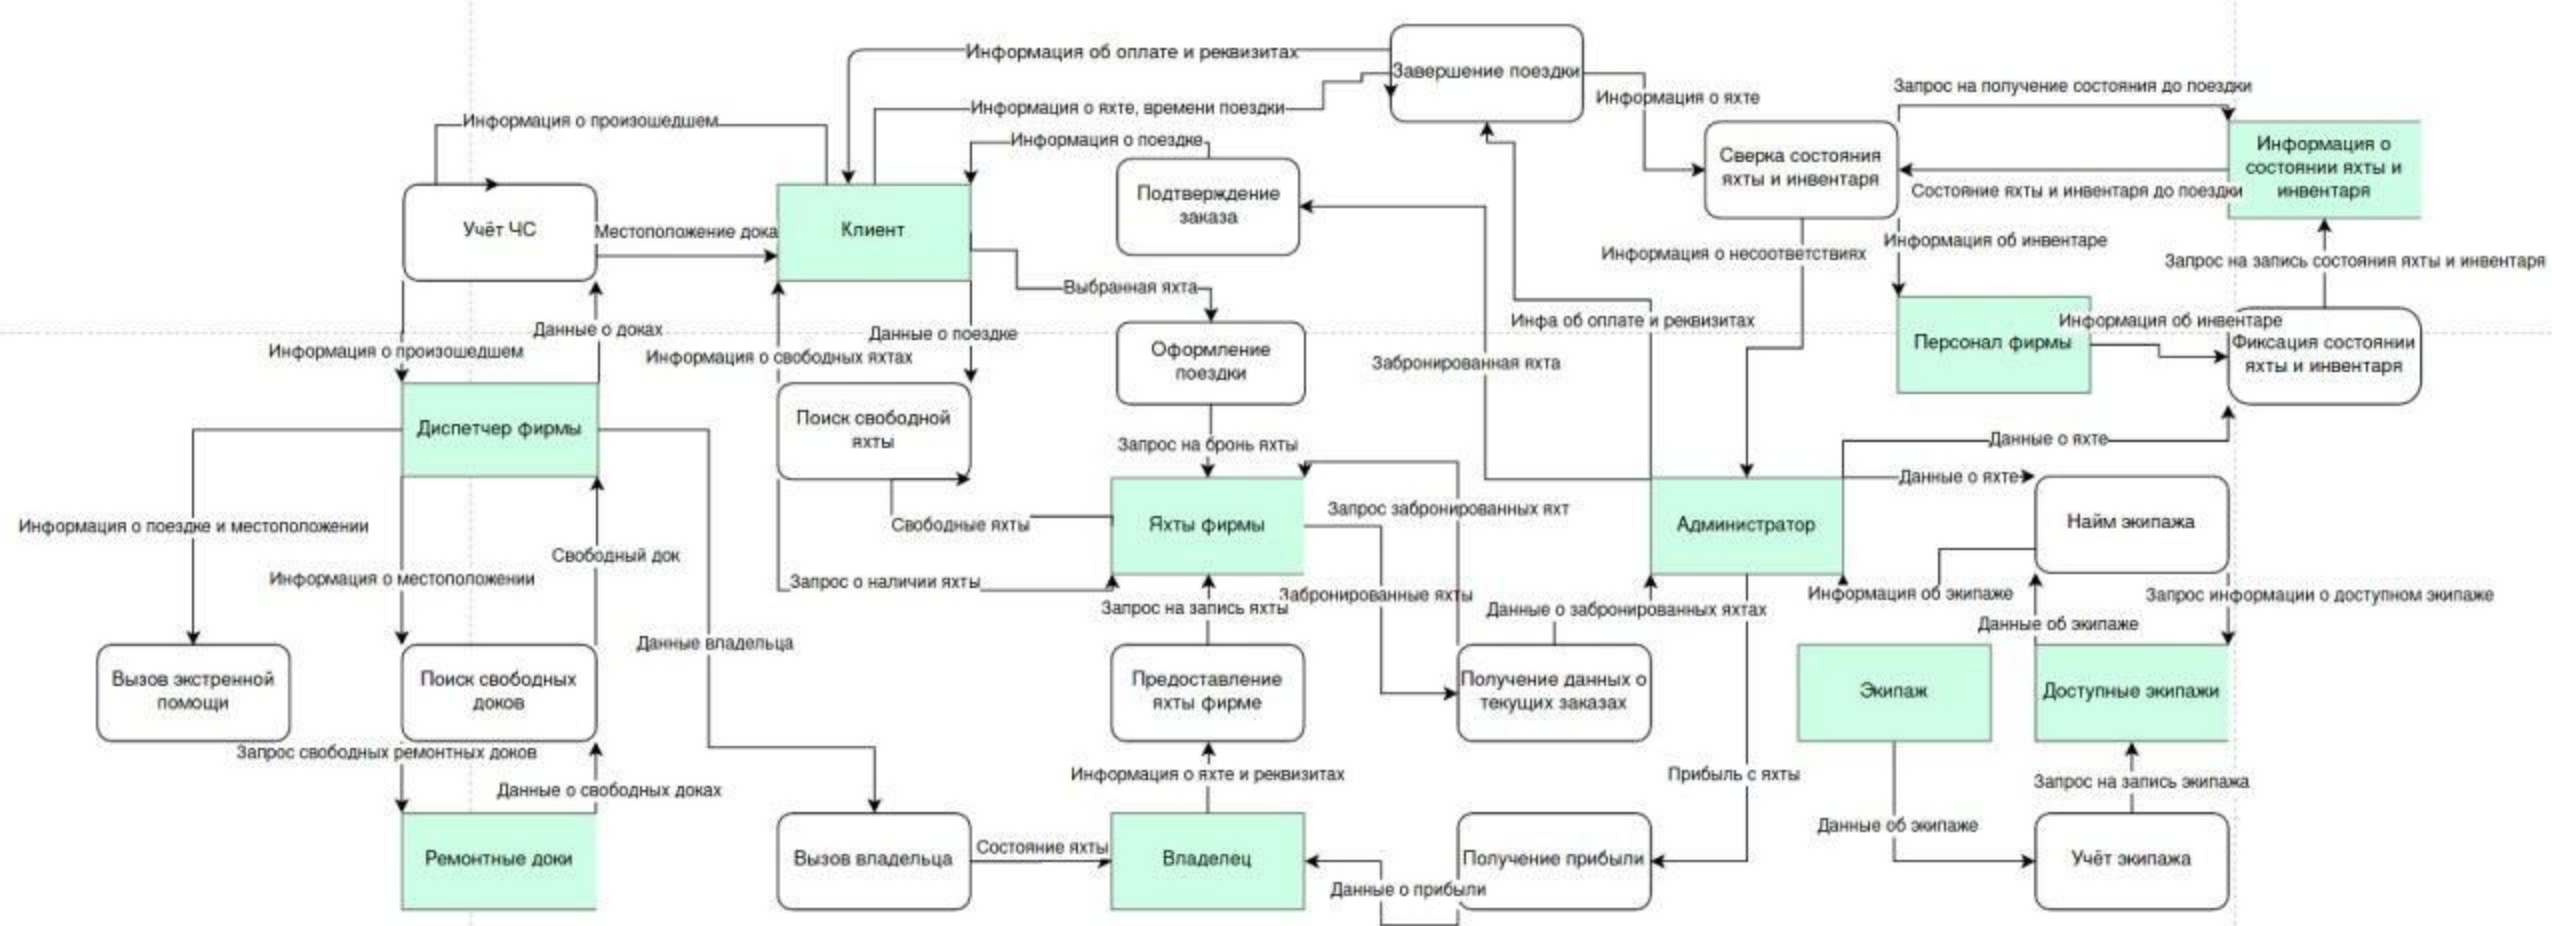 Информация об оплате и реквизитах
Завершение поездки
Информация о яхте, времени поездки
Информация о яхте
Запрос на получение состояния до поездки
Информация о произошедшем
Информация о поездке
Учёт ЧС
Местоположение дока
Клиент
Подтверждение
заказа
Сверка состояния
яхты и инвентаря
Состояние яхты и инвентаря до поездки
Информация о
состоянии яхты и
инвентаря
Информация о несоответствиях
Информация об инвентаре
Запрос на запись состояния яхты и инвентаря
Выбранная яхта
Данные о доках
Информация о произошедшем
Информация о свободных яхтах
Данные о поездке
Оформление
поездки
Инфа об оплате и реквизитах
Забронированная яхта
Персонал фирмы
Информация об инвентаре
Фиксация состоянии
яхты и инвентаря
Диспетчер фирмы
Поиск свободной
яхты
Запрос на бронь яхты
Данные о яхте
Данные о яхте
Информация о поездке и местоположении
Свободный док
Информация о местоположении
Свободные яхты
Яхты фирмы
Запрос забронированных яхт
Администратор
Найм экипажа
Запрос о наличии яхты
Запрос на запись яхты
Забронированные яхты
Данные о забронированных яхтах
Информация об экипаже
Запрос информации о доступном экипаже
Данные об экипаже
Данные владельца
Вызов экстренной
помощи
Поиск свободных
доков
Предоставление
яхты фирме
Получение данных о
текущих заказах
Экипаж
Доступные экипажи
Запрос свободных ремонтных доков
Данные о свободных доках
Информация о яхте и реквизитах
Прибыль с яхты
Запрос на запись экипажа
Данные об экипаже
Ремонтные доки
Вызов владельца
Состояние яхты
Владелец
Данные о прибыли
Получение прибыли
Учёт экипажа